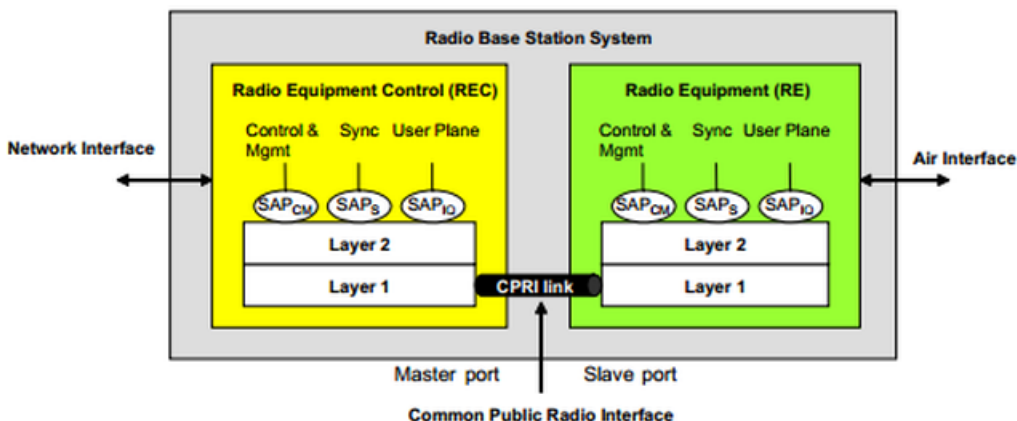 Radio Base Station System
Radio Equipment Control (REC)
Control &
Mgmt
Sync
User Plane
SAPCM
SAPS
SAPIQ
Layer 2
Layer 1
Radio Equipment (RE)
Control &
Mgmt
Sync
User Plane
SAPCM
SAPS
SAPIQ
Layer 2
Layer 1
Network Interface
Air Interface
CPRI link
Master port
Slave port
Common Public Radio Interface